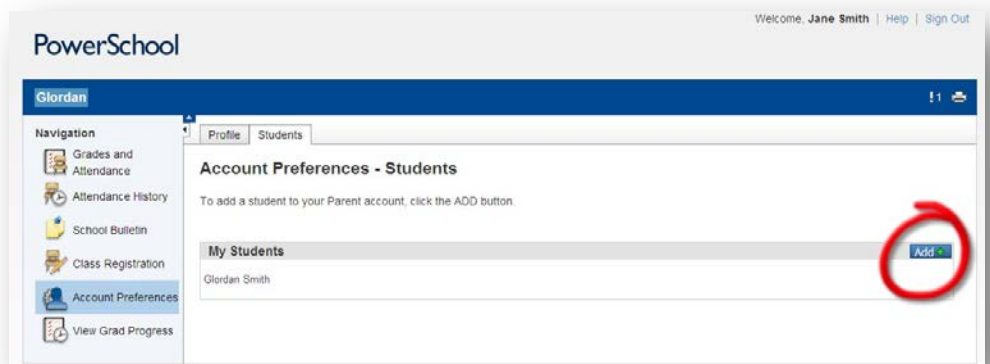 Welcome, Jane Smith | Help | Sign Out
PowerSchool
Glordan
!1
Navigation
Grades and
Attendance
Attendance History
School Bulletin
Class Registration
Account Preferences
View Grad Progress
Profile
Students
Account Preferences - Students
To add a student to your Parent account, click the ADD button.
My Students
Add
Glordan Smith